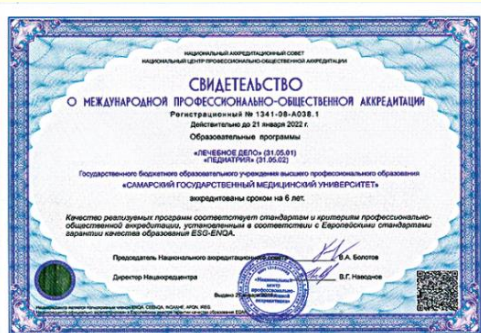 НАЦИОНАЛЬНЫЙ АККРЕДИТАЦИОННЫЙ СОВЕТ
НАЦИОНАЛЬНЫЙ ЦЕНТР ПРОФЕССИОНАЛЬНО-ОБЩЕСТВЕННОЙ АККРЕДИТАЦИИ
СВИДЕТЕЛЬСТВО
О МЕЖДУНАРОДНОЙ ПРОФЕССИОНАЛЬНО-ОБЩЕСТВЕННОЙ АККРЕДИТАЦИИ
Регистрационный № 1341-08-А038.1
Действительно до 21 января 2022 г.
Образовательные программы
«ЛЕЧЕБНОЕ ДЕЛО» (31.05.01)
«ПЕДИАТРИЯ» (31.05.02)
Государственного бюджетного образовательного учреждения высшего профессионального образования
«САМАРСКИЙ ГОСУДАРСТВЕННЫЙ МЕДИЦИНСКИЙ УНИВЕРСИТЕТ»
аккредитованы сроком на 6 лет.
Качество реализуемых программ соответствует стандартам и критериям профессионально-
общественной аккредитации, установленным в соответствии с Европейскими стандартами
гарантии качества образования ESG-ENQA.
Председатель Национального аккредитационного совета В.А. Болотов
Директор Нацаккредцентра В.Г. Наводнов
Выдано 21 января